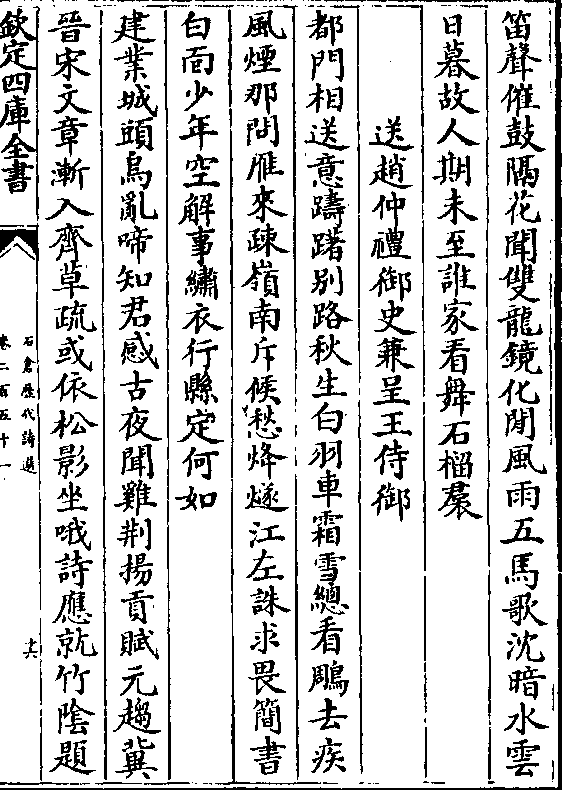 笛聲催鼓隔花聞雙龍鏡化閒風雨五馬歌沈暗水雲
日暮故人期未至誰家看舞石榴裙
送趙仲禮御史兼呈王侍御
都門相送意躊躇别路秋生白羽車霜雪總看鵰去疾
風煙那問雁來疎嶺南斥候愁烽燧江左誅求畏簡書
白面少年空解事繡衣行縣定何如
建業城頭烏亂啼知君感古夜聞雞荆揚貢賦元趨冀
晉宋文章漸入齊草疏或依松影坐哦詩應就竹陰題
欽定四庫全書
石倉歷代詩選
卷二百五十一
十六